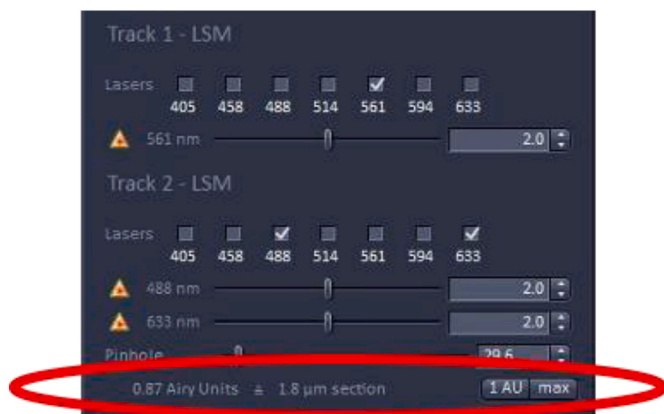 Track 1 - LSM
Lasers
405 458 488 514 561 594 633
561 nm 2.0
Track 2 - LSM
Lasers
405 458 488 514 561 594 633
488 nm 2.0
633 nm 2.0
Pinhole 29.6
0.87 Airy Units ≙ 1.8 µm section 1 AU max